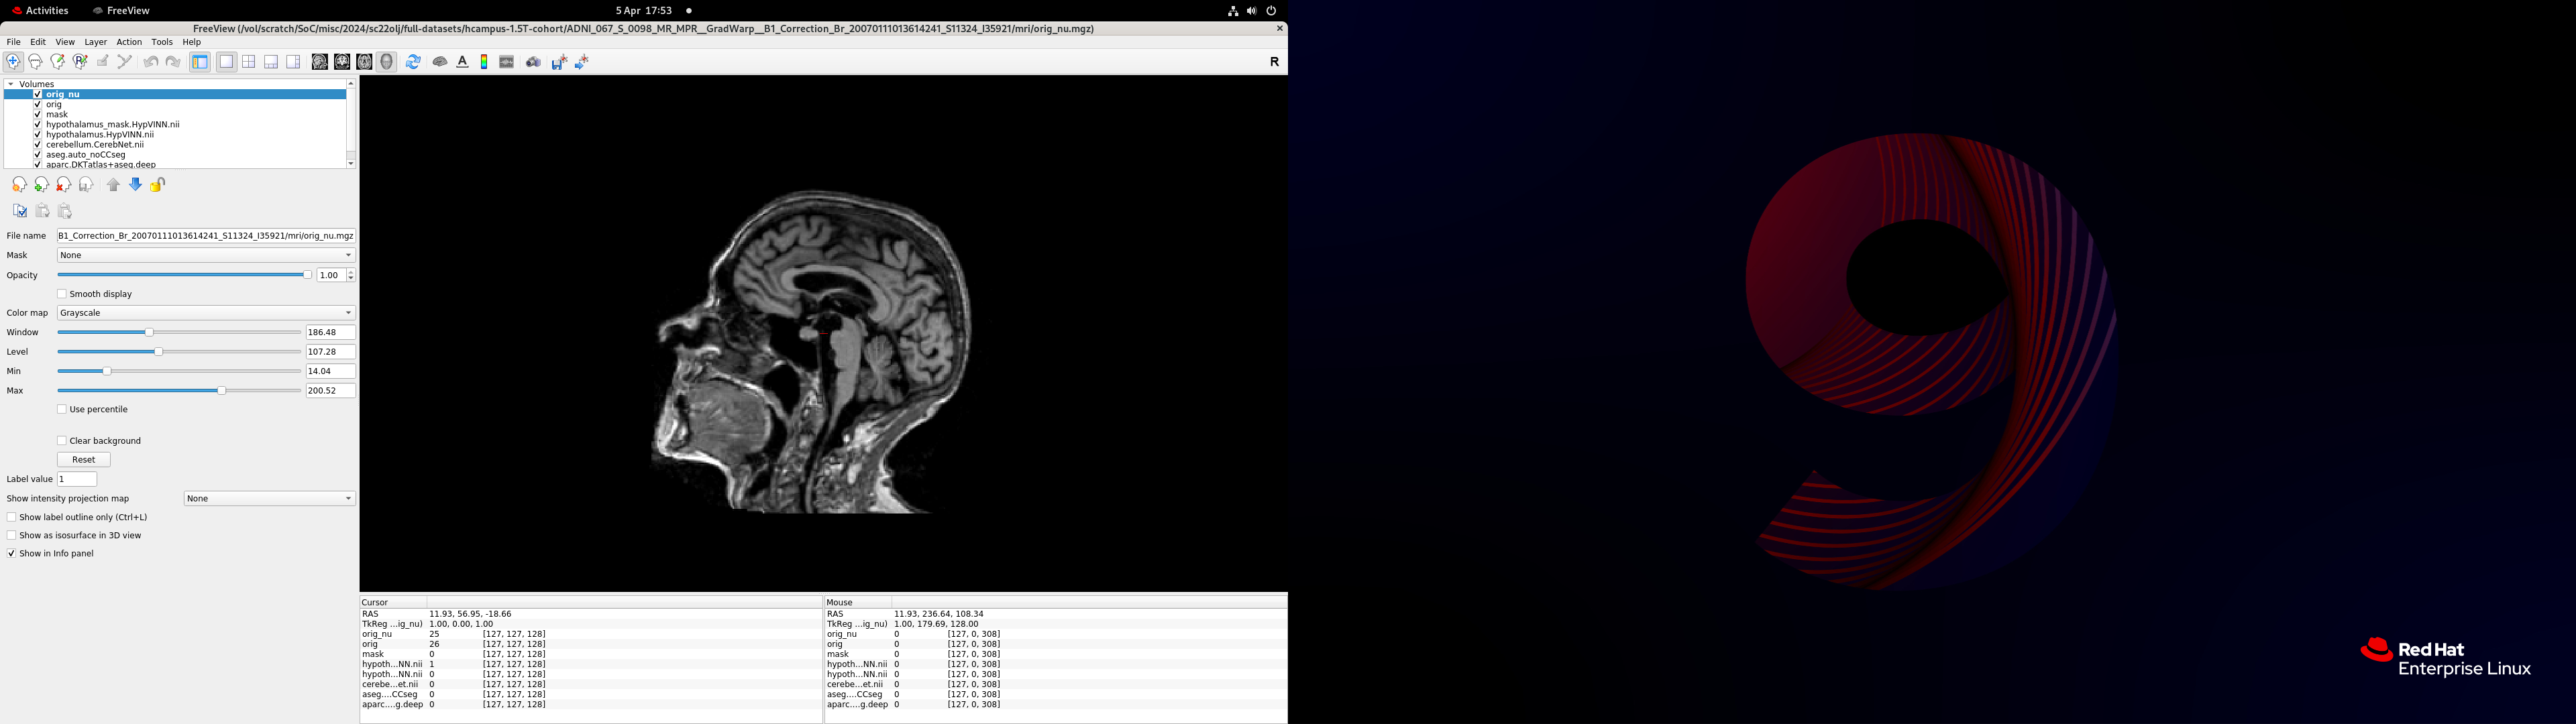 Activities FreeView 5 Apr 17:53
FreeView (/vol/scratch/SoC/misc/2024/sc22olj/full-datasets/hcampus-1.5T-cohort/ADNI_067_S_0098_MR_MPR__GradWarp__B1_Correction_Br_20070111013614241_S11324_I35921/mri/orig_nu.mgz)
File Edit View Layer Action Tools Help
R
Volumes
orig_nu
orig
mask
hypothalamus_mask.HypVINN.nii
hypothalamus.HypVINN.nii
cerebellum.CerebNet.nii
aseg.auto_noCCseg
aparc.DKTatlas+aseg.deep
File name B1_Correction_Br_20070111013614241_S11324_I35921/mri/orig_nu.mgz
Mask None
Opacity 1.00
Smooth display
Color map Grayscale
Window 186.48
Level 107.28
Min 14.04
Max 200.52
Use percentile
Clear background
Reset
Label value 1
Show intensity projection map None
Show label outline only (Ctrl+L)
Show as isosurface in 3D view
Show in Info panel
Cursor
RAS 11.93, 56.95, -18.66
TkReg ...ig_nu) 1.00, 0.00, 1.00
orig_nu 25 [127, 127, 128]
orig 26 [127, 127, 128]
mask 0 [127, 127, 128]
hypoth...NN.nii 1 [127, 127, 128]
hypoth...NN.nii 0 [127, 127, 128]
cerebe...et.nii 0 [127, 127, 128]
aseg....CCseg 0 [127, 127, 128]
aparc....g.deep 0 [127, 127, 128]
Mouse
RAS 11.93, 236.64, 108.34
TkReg ...ig_nu) 1.00, 179.69, 128.00
orig_nu 0 [127, 0, 308]
orig 0 [127, 0, 308]
mask 0 [127, 0, 308]
hypoth...NN.nii 0 [127, 0, 308]
hypoth...NN.nii 0 [127, 0, 308]
cerebe...et.nii 0 [127, 0, 308]
aseg....CCseg 0 [127, 0, 308]
aparc....g.deep 0 [127, 0, 308]
9
Red Hat
Enterprise Linux